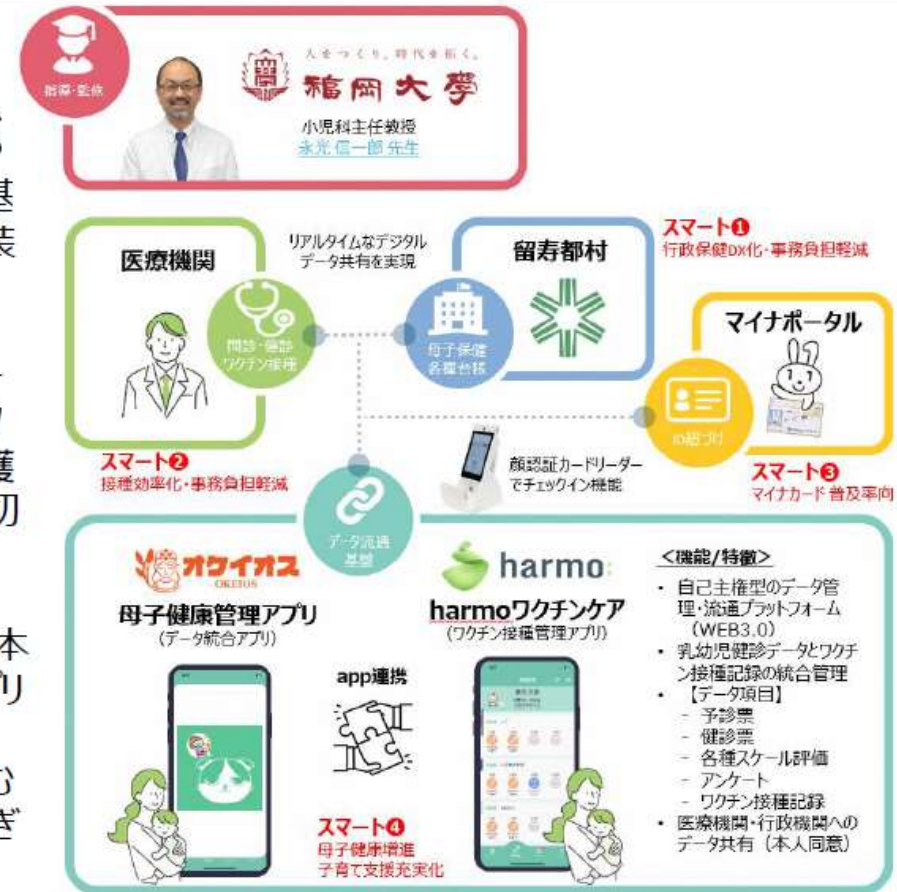 指導・監修
人をつくり、時代を拓く。
福岡大學
小児科主任教授
永光 信一郎 先生
基
装
獲
切
本
プリ
む
ぎ
医療機関
リアルタイムなデジタル
データ共有を実現
留寿都村
スマート❶
行政保健DX化・事務負担軽減
問診・健診
ワクチン接種
母子保健
各種台帳
マイナポータル
ID紐づけ
スマート❷
接種効率化・事務負担軽減
顔認証カードリーダー
でチェックイン機能
スマート❸
マイナカード 普及率向
データ流通
基盤
オケイオス
OKEIOS
母子健康管理アプリ
(データ統合アプリ)
harmo
harmoワクチンケア
(ワクチン接種管理アプリ)
app連携
スマート❹
母子健康増進
子育て支援充実化
<機能/特徴>
・ 自己主権型のデータ管
理・流通プラットフォーム
(WEB3.0)
・ 乳幼児健診データとワクチ
ン接種記録の統合管理
・ 【データ項目】
- 予診票
- 健診票
- 各種スケール評価
- アンケート
- ワクチン接種記録
・ 医療機関・行政機関への
データ共有(本人同意)